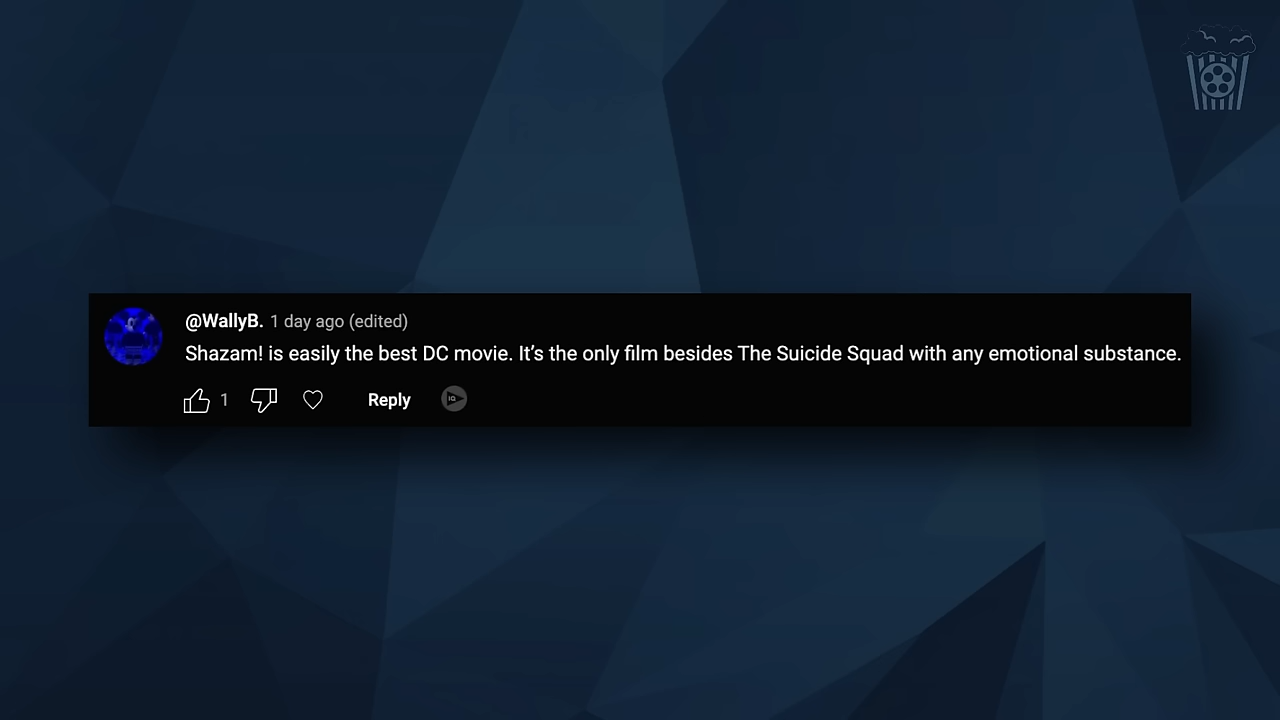 @WallyB. 1 day ago (edited)
Shazam! is easily the best DC movie. It’s the only film besides The Suicide Squad with any emotional substance.
1 Reply IQ